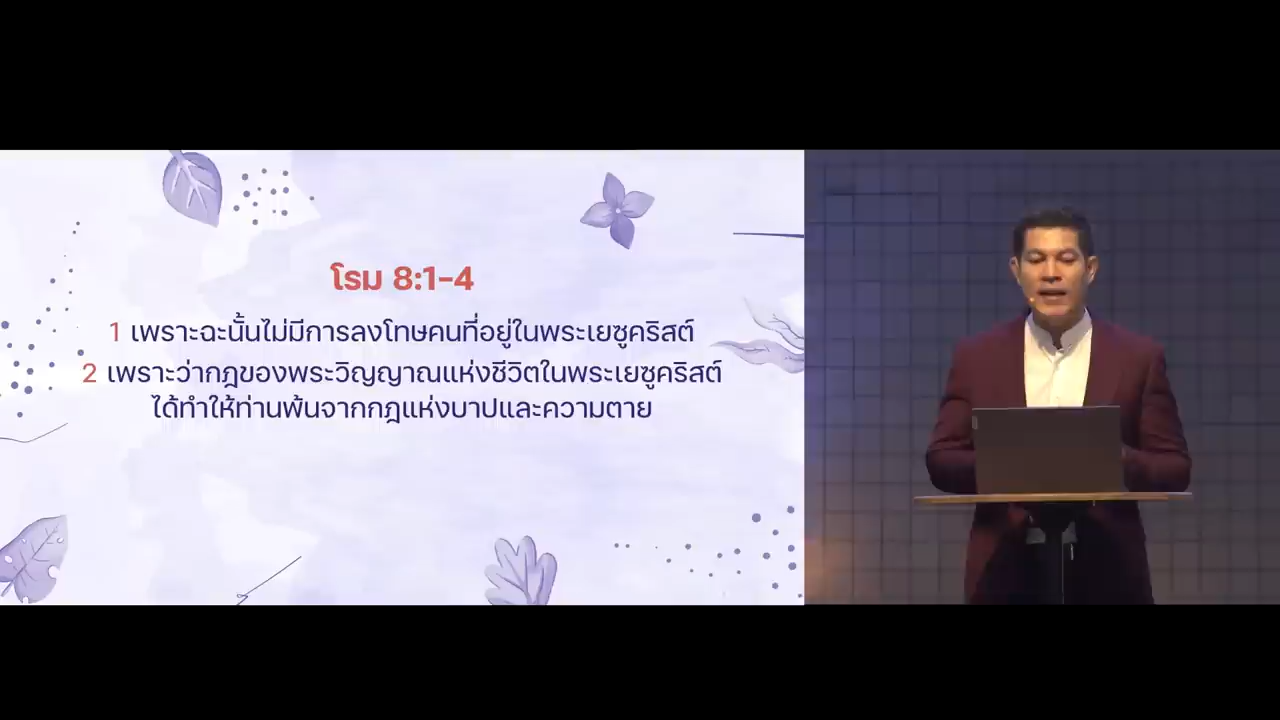 โรม 8:1-4
1 เพราะฉะนั้นไม่มีการลงโทษคนที่อยู่ในพระเยซูคริสต์
2 เพราะว่ากฎของพระวิญญาณแห่งชีวิตในพระเยซูคริสต์
ได้ทำให้ท่านพ้นจากกฎแห่งบาปและความตาย